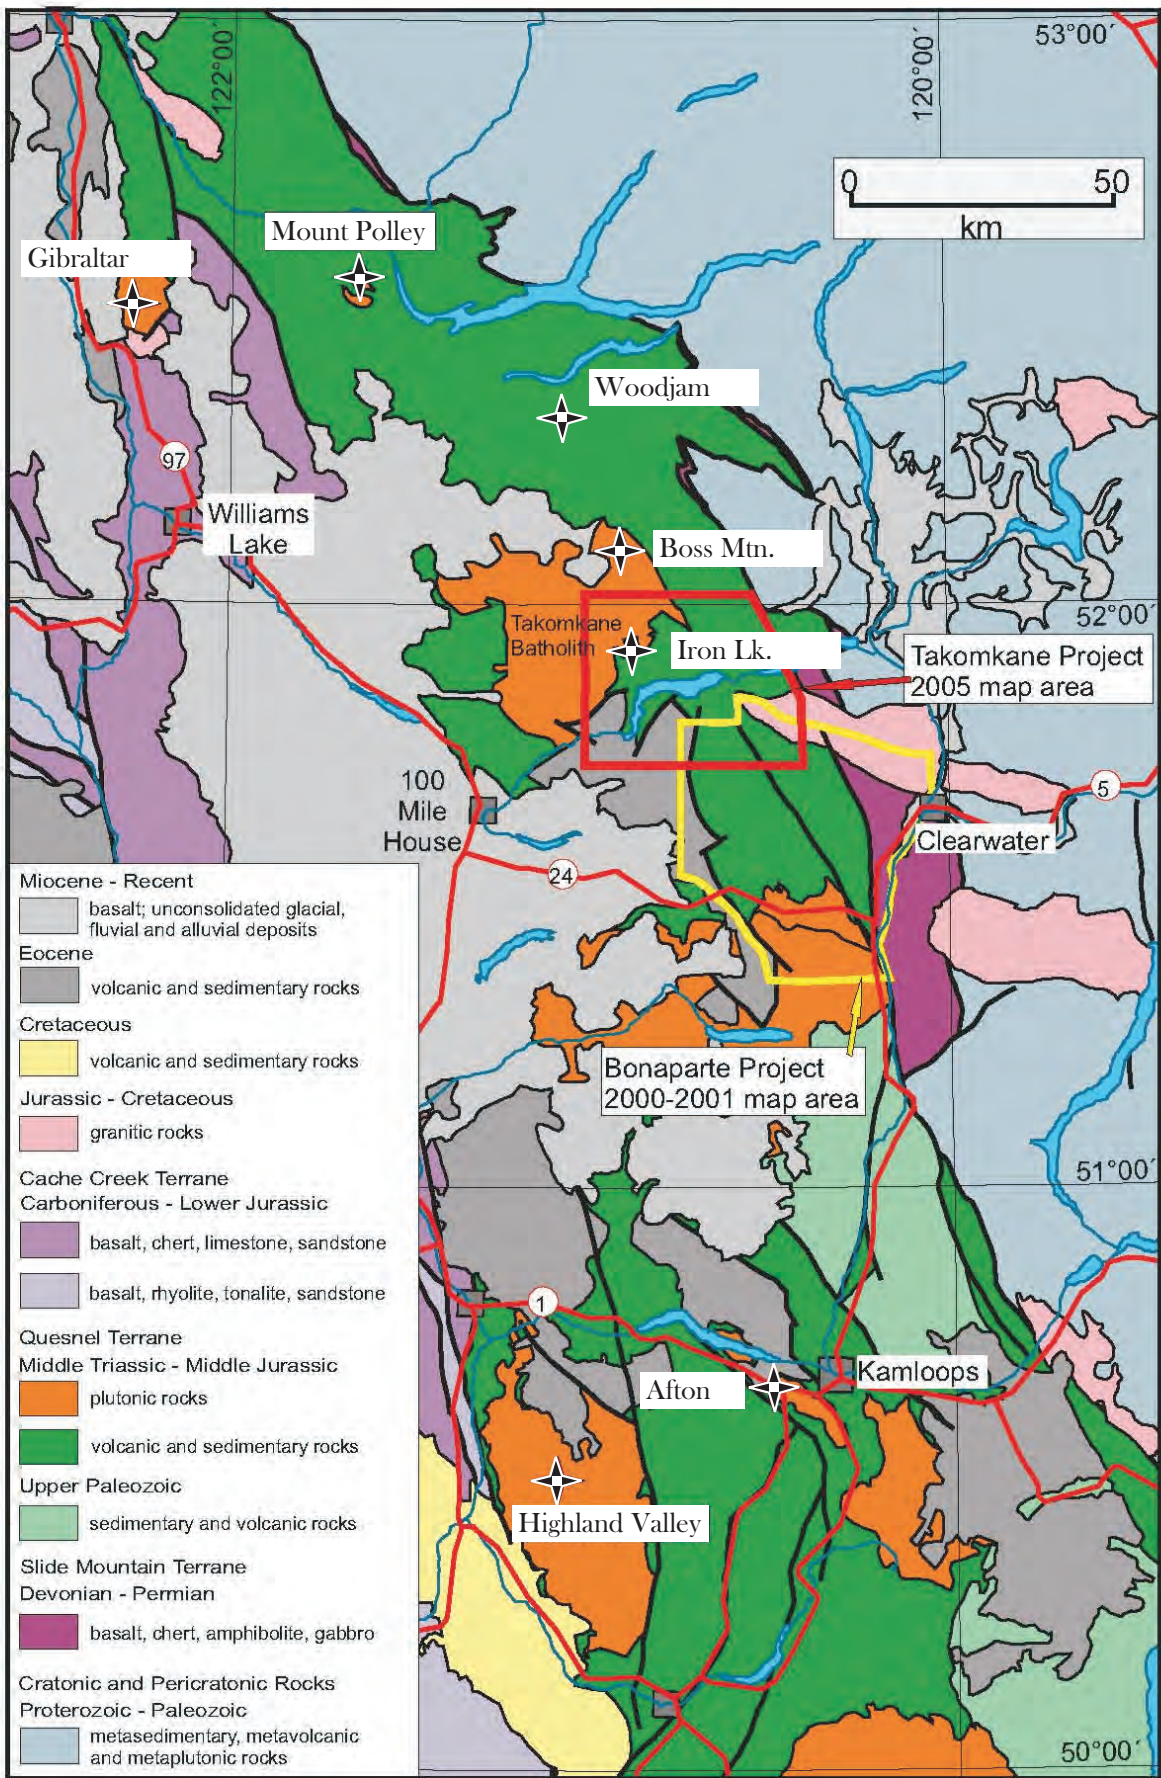 122°00´
120°00´
53°00´
0
50
km
Mount Polley
Gibraltar
Woodjam
97
Williams
Lake
Boss Mtn.
52°00´
Takomkane
Batholith
Iron Lk.
Takomkane Project
2005 map area
100
Mile
House
5
Clearwater
24
Bonaparte Project
2000-2001 map area
51°00´
1
Kamloops
Afton
Highland Valley
50°00´
Miocene - Recent
basalt; unconsolidated glacial,
fluvial and alluvial deposits
Eocene
volcanic and sedimentary rocks
Cretaceous
volcanic and sedimentary rocks
Jurassic - Cretaceous
granitic rocks
Cache Creek Terrane
Carboniferous - Lower Jurassic
basalt, chert, limestone, sandstone
basalt, rhyolite, tonalite, sandstone
Quesnel Terrane
Middle Triassic - Middle Jurassic
plutonic rocks
volcanic and sedimentary rocks
Upper Paleozoic
sedimentary and volcanic rocks
Slide Mountain Terrane
Devonian - Permian
basalt, chert, amphibolite, gabbro
Cratonic and Pericratonic Rocks
Proterozoic - Paleozoic
metasedimentary, metavolcanic
and metaplutonic rocks